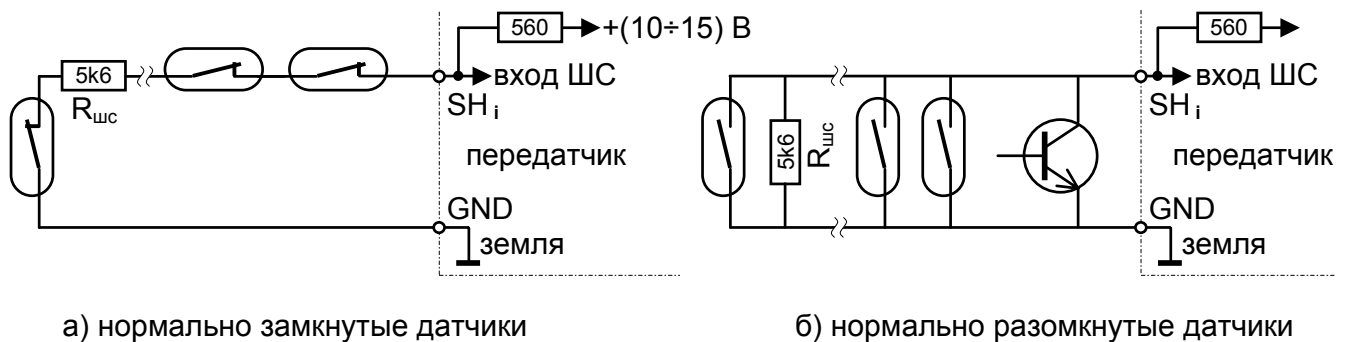 560
+(10÷15) В
5k6
Rшс
вход ШС
SH i
передатчик
GND
земля
560
5k6
Rшс
вход ШС
SH i
передатчик
GND
земля
а) нормально замкнутые датчики
б) нормально разомкнутые датчики